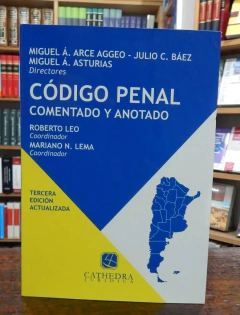 MIGUEL Á. ARCE AGGEO - JULIO C. BÁEZ
MIGUEL Á. ASTURIAS
Directores
CÓDIGO PENAL
COMENTADO Y ANOTADO
ROBERTO LEO
Coordinador
MARIANO N. LEMA
Coordinador
TERCERA
EDICIÓN
ACTUALIZADA
CATHEDRA
JURÍDICA